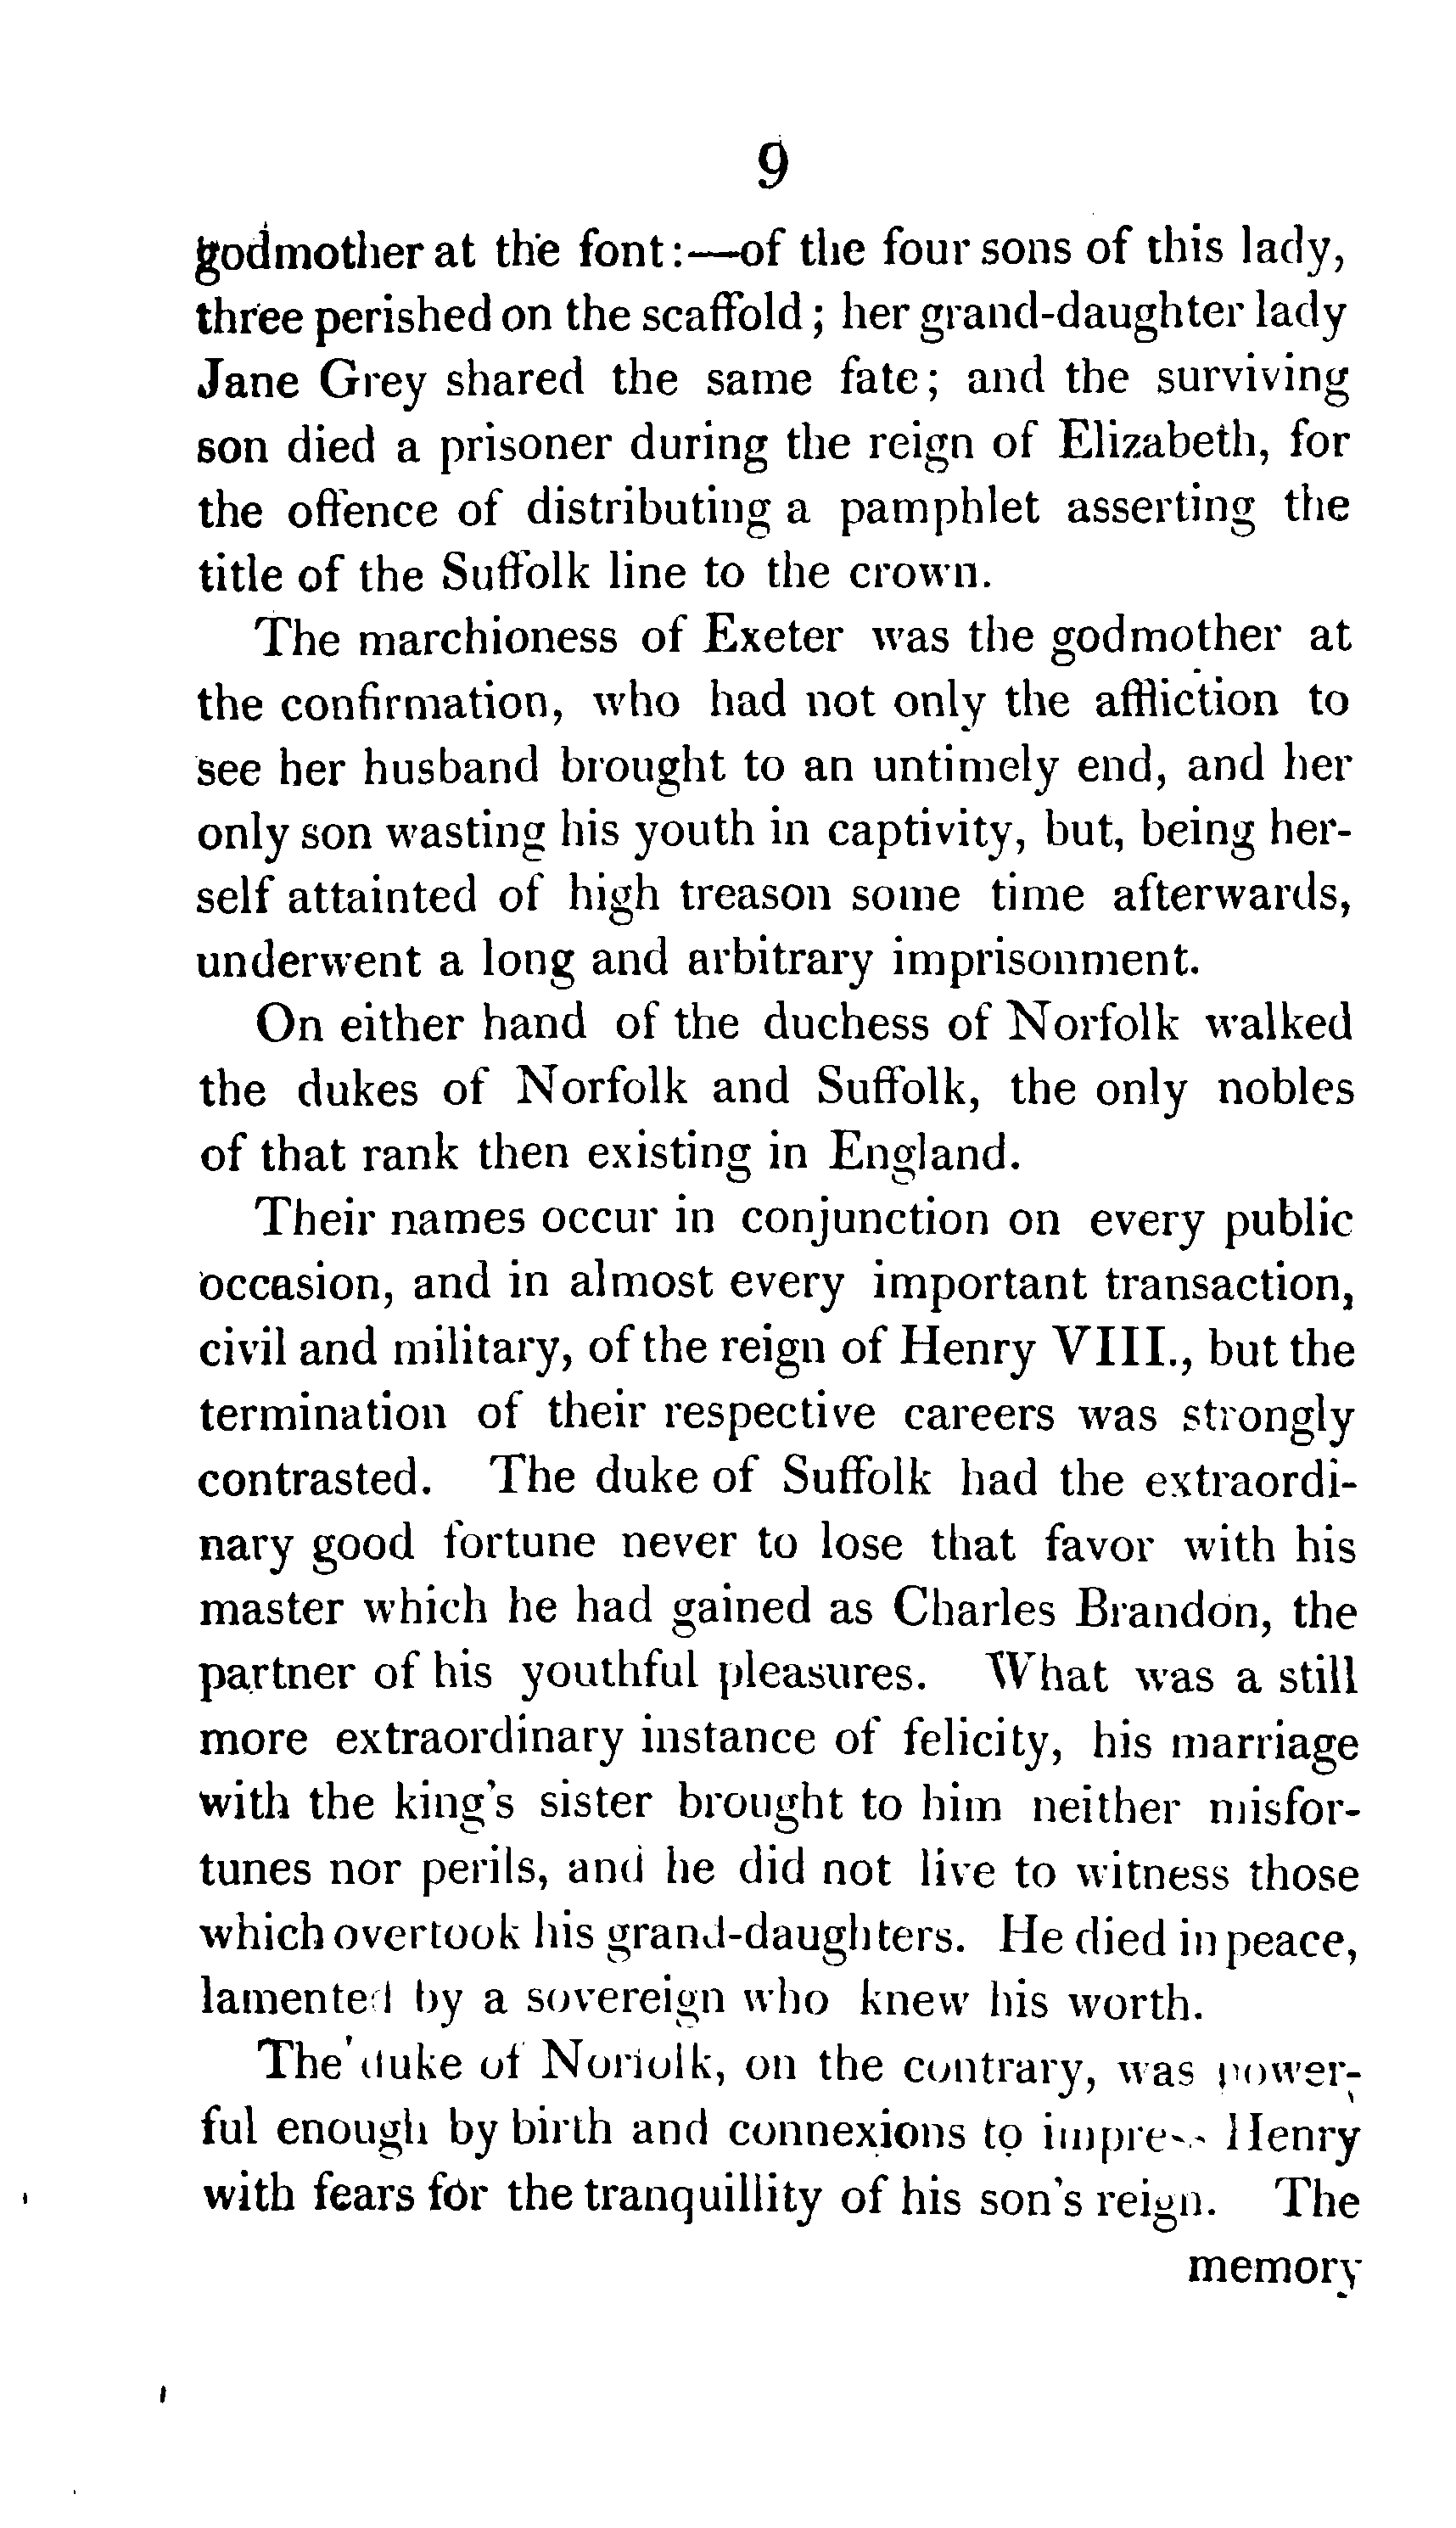 9
godmother at the font:—of the four sons of this lady,
three perished on the scaffold; her grand-daughter lady
Jane Grey shared the same fate; and the surviving
son died a prisoner during the reign of Elizabeth, for
the offence of distributing a pamphlet asserting the
title of the Suffolk line to the crown.
The marchioness of Exeter was the godmother at
the confirmation, who had not only the affliction to
see her husband brought to an untimely end, and her
only son wasting his youth in captivity, but, being her-
self attainted of high treason some time afterwards,
underwent a long and arbitrary imprisonment.
On either hand of the duchess of Norfolk walked
the dukes of Norfolk and Suffolk, the only nobles
of that rank then existing in England.
Their names occur in conjunction on every public
occasion, and in almost every important transaction,
civil and military, of the reign of Henry VIII., but the
termination of their respective careers was strongly
contrasted. The duke of Suffolk had the extraordi-
nary good fortune never to lose that favor with his
master which he had gained as Charles Brandon, the
partner of his youthful pleasures. What was a still
more extraordinary instance of felicity, his marriage
with the king's sister brought to him neither misfor-
tunes nor perils, and he did not live to witness those
which overtook his grand-daughters. He died in peace,
lamented by a sovereign who knew his worth.
The duke of Norfolk, on the contrary, was power-
ful enough by birth and connexions to impress Henry
with fears for the tranquillity of his son's reign. The
memory